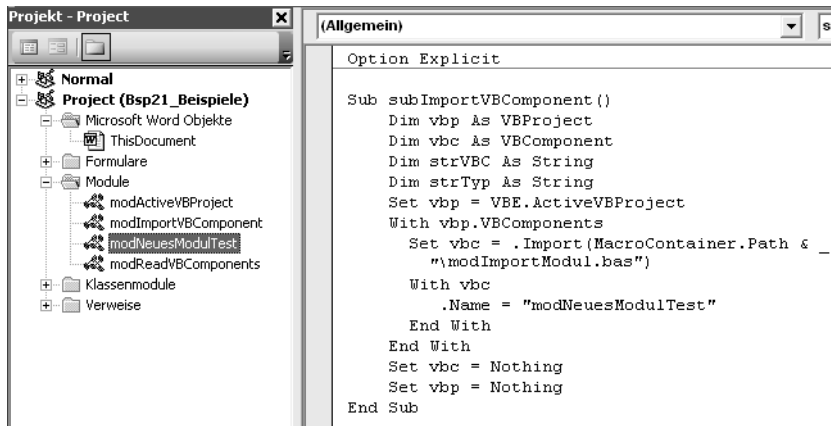 Projekt - Project
Normal
Project (Bsp21_Beispiele)
Microsoft Word Objekte
ThisDocument
Formulare
Module
modActiveVBProject
modImportVBComponent
modNeuesModulTest
modReadVBComponents
Klassenmodule
Verweise
(Allgemein)
s
Option Explicit
Sub subImportVBComponent()
Dim vbp As VBProject
Dim vbc As VBComponent
Dim strVBC As String
Dim strTyp As String
Set vbp = VBE.ActiveVBProject
With vbp.VBComponents
Set vbc = .Import(MacroContainer.Path & _
"\modImportModul.bas")
With vbc
.Name = "modNeuesModulTest"
End With
End With
Set vbc = Nothing
Set vbp = Nothing
End Sub